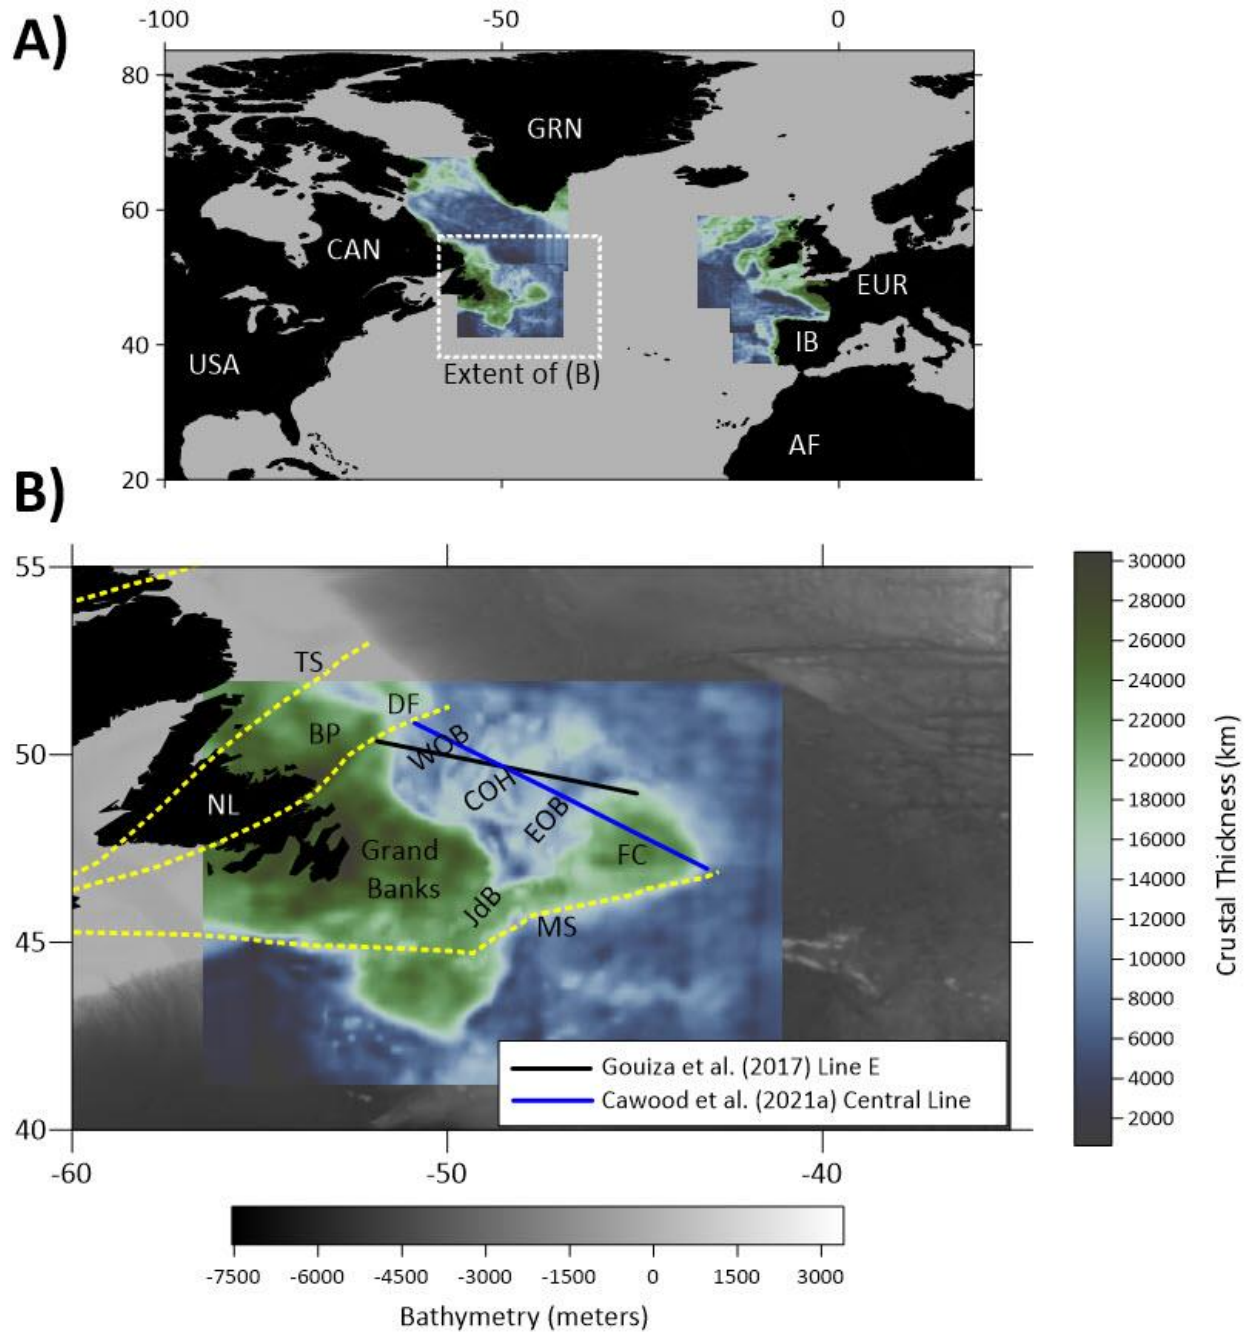 A)
-100 -50 0
80
60
40
20
GRN
CAN
USA
EUR
IB
AF
Extent of (B)
B)
55
50
45
40
TS
DF
BP
WOB
NL
COH
EOB
Grand
Banks
FC
JdB
MS
Gouiza et al. (2017) Line E
Cawood et al. (2021a) Central Line
-60 -50 -40
30000
28000
26000
24000
22000
20000
18000
16000
14000
12000
10000
8000
6000
4000
2000
Crustal Thickness (km)
-7500 -6000 -4500 -3000 -1500 0 1500 3000
Bathymetry (meters)